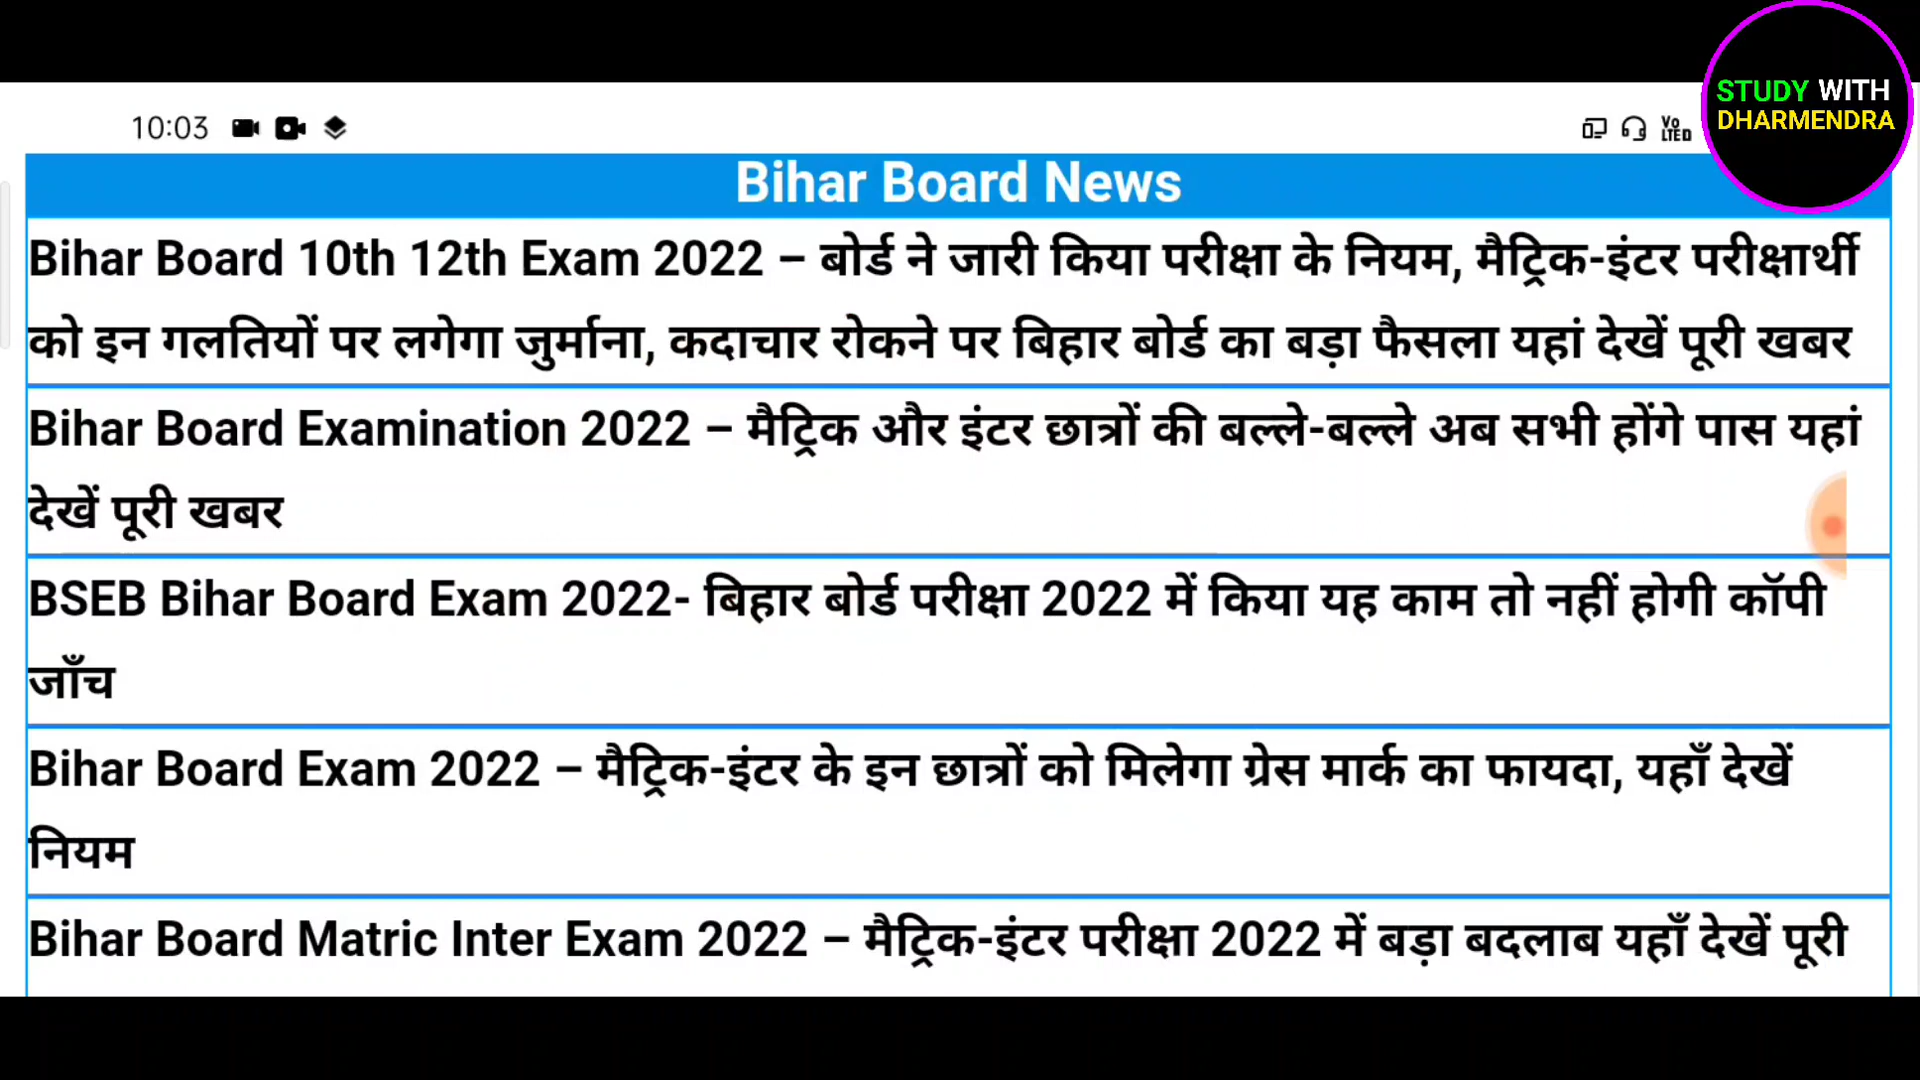 STUDY WITH
DHARMENDRA
10:03
Vo
LTED
Bihar Board News
Bihar Board 10th 12th Exam 2022 – बोर्ड ने जारी किया परीक्षा के नियम, मैट्रिक-इंटर परीक्षार्थी
को इन गलतियों पर लगेगा जुर्माना, कदाचार रोकने पर बिहार बोर्ड का बड़ा फैसला यहां देखें पूरी खबर
Bihar Board Examination 2022 – मैट्रिक और इंटर छात्रों की बल्ले-बल्ले अब सभी होंगे पास यहां
देखें पूरी खबर
BSEB Bihar Board Exam 2022- बिहार बोर्ड परीक्षा 2022 में किया यह काम तो नहीं होगी कॉपी
जाँच
Bihar Board Exam 2022 – मैट्रिक-इंटर के इन छात्रों को मिलेगा ग्रेस मार्क का फायदा, यहाँ देखें
नियम
Bihar Board Matric Inter Exam 2022 – मैट्रिक-इंटर परीक्षा 2022 में बड़ा बदलाब यहाँ देखें पूरी